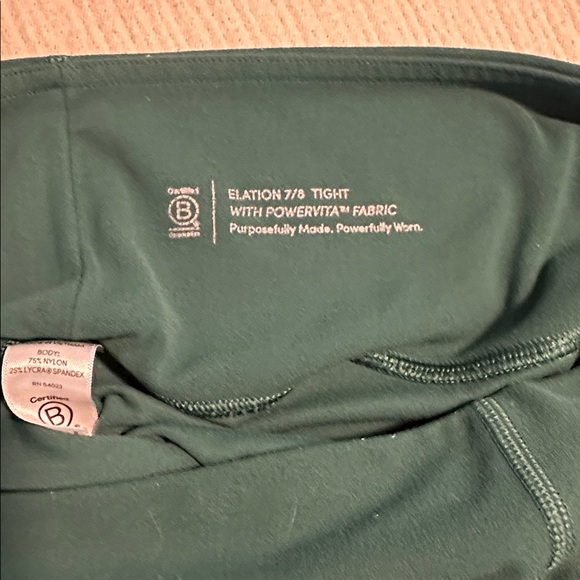 Certified
B
Corporation
ELATION 7/8 TIGHT
WITH POWERVITA™ FABRIC
Purposefully Made. Powerfully Worn.
BODY:
75% NYLON
25% LYCRA® SPANDEX
RN 54023
Certified
B